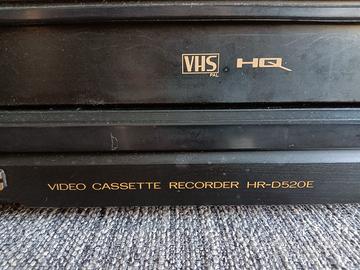 VHS HQ
PAL
VIDEO CASSETTE RECORDER HR-D520E